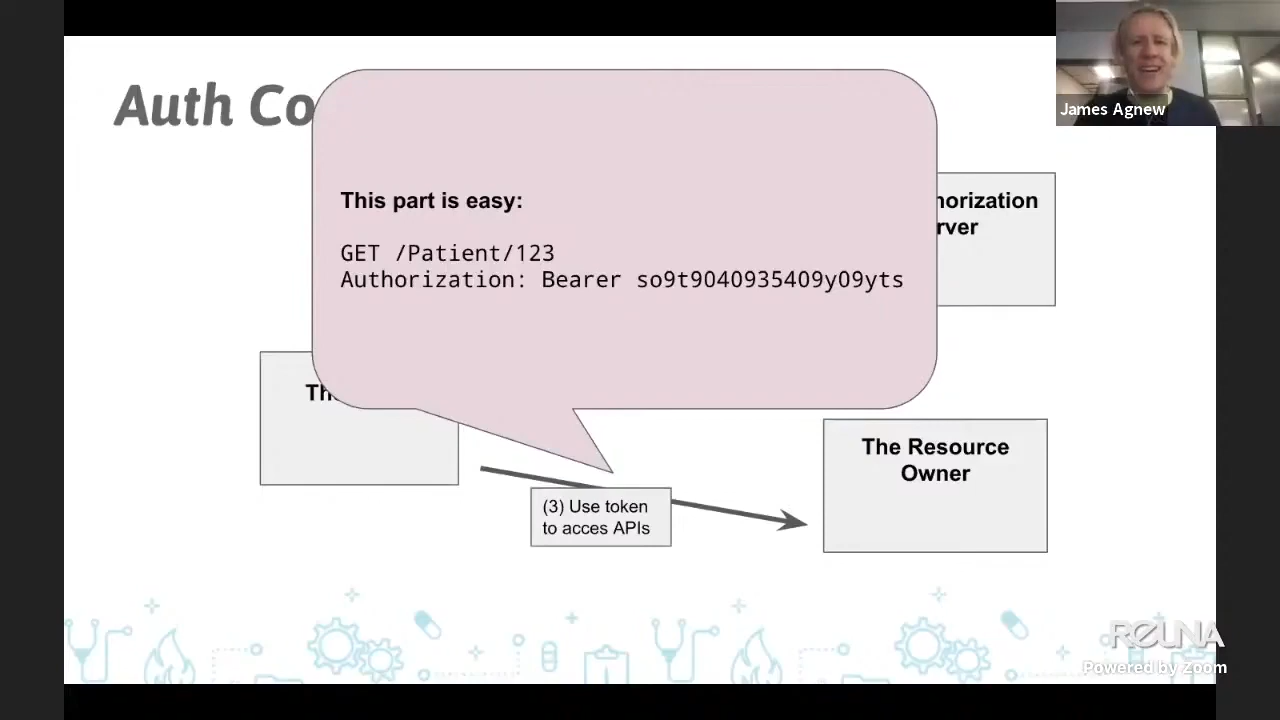 Auth Co
James Agnew
This part is easy:
GET /Patient/123
Authorization: Bearer so9t9040935409y09yts
horization
rver
Th
The Resource
Owner
(3) Use token
to acces APIs
RELINA
Powered by Zoom